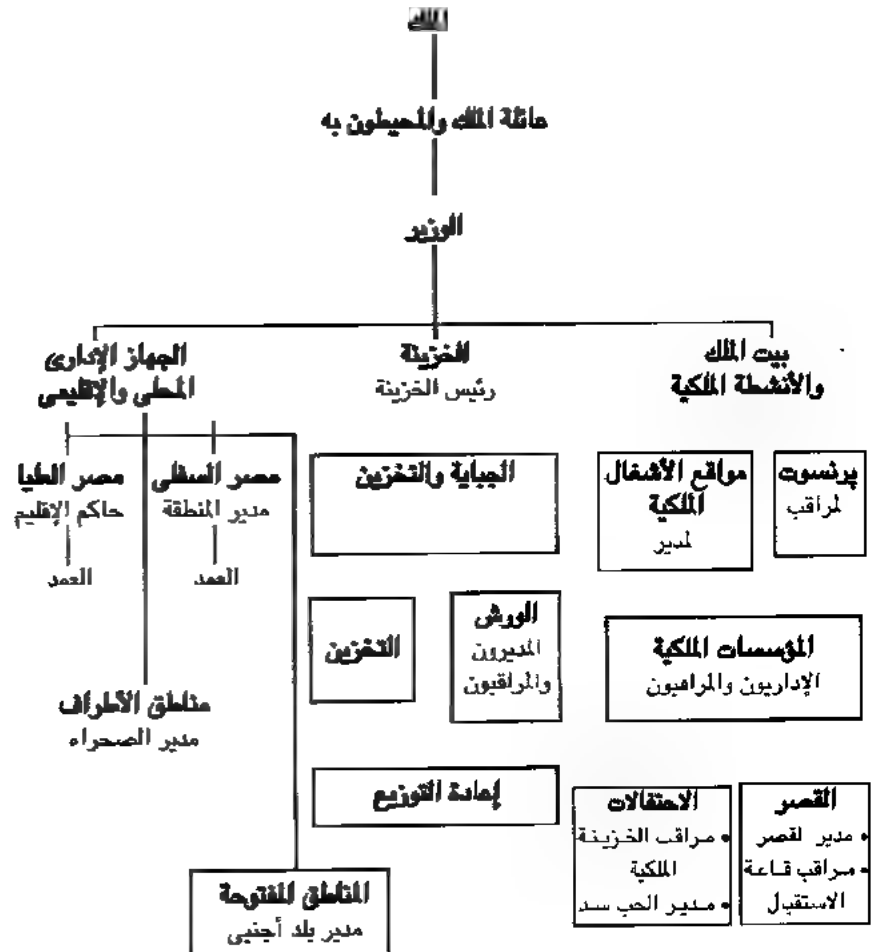 الملك
عائلة الملك والمحيطون به
الوزير
بيت الملك
والأنشطة الملكية
الخزينة
رئيس الخزينة
الجهاز الإدارى
المحلى والإقليمى
پرنسوت
لمراقب
مواقع الأشغال
الملكية
لمدير
الجباية والتخزين
مصر السفلى
مدير المنطقة
العمد
مصر العليا
حاكم الإقليم
العمد
المؤسسات الملكية
الإداريون والمراقبون
الورش
المديرون
والمراقبون
التخزين
مناطق الأطراف
مدير الصحراء
إعادة التوزيع
القصر
• مدير لقصر
• مراقب قاعة
الاستقبال
الاحتفالات
• مراقب الخزينة
الملكية
• مدير الحب سد
المناطق المفتوحة
مدير بلد أجنبى